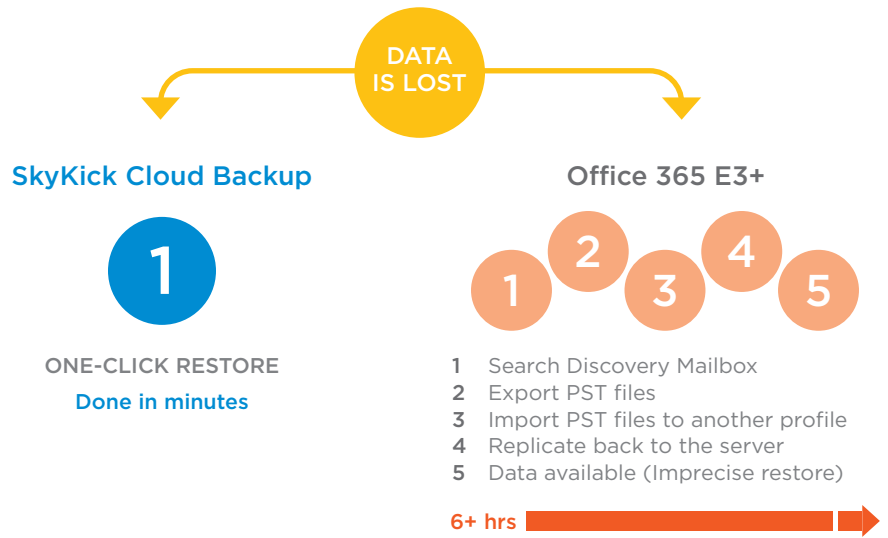 DATA
IS LOST
SkyKick Cloud Backup
1
ONE-CLICK RESTORE
Done in minutes
Office 365 E3+
1 2 3 4 5
1 Search Discovery Mailbox
2 Export PST files
3 Import PST files to another profile
4 Replicate back to the server
5 Data available (Imprecise restore)
6+ hrs